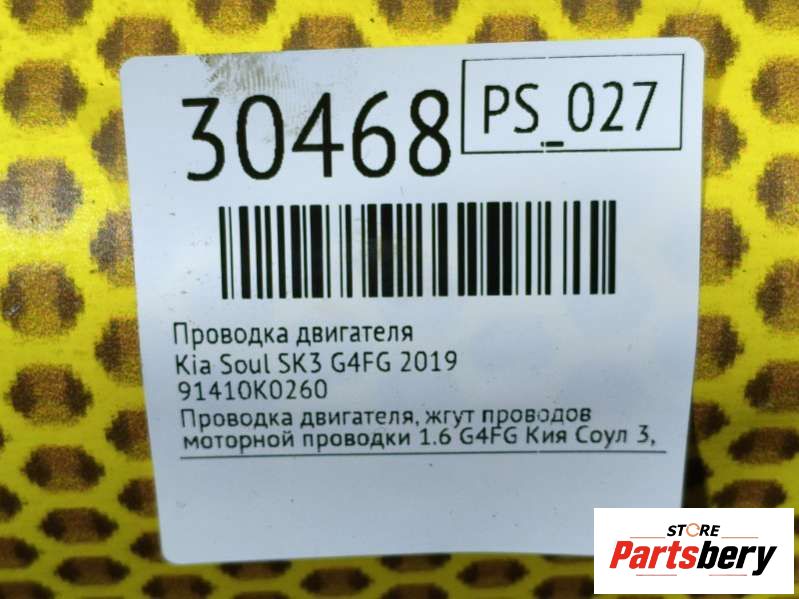 30468
PS_027
Проводка двигателя
Kia Soul SK3 G4FG 2019
91410K0260
Проводка двигателя, жгут проводов
моторной проводки 1.6 G4FG Кия Соул 3,
STORE
Partsbery